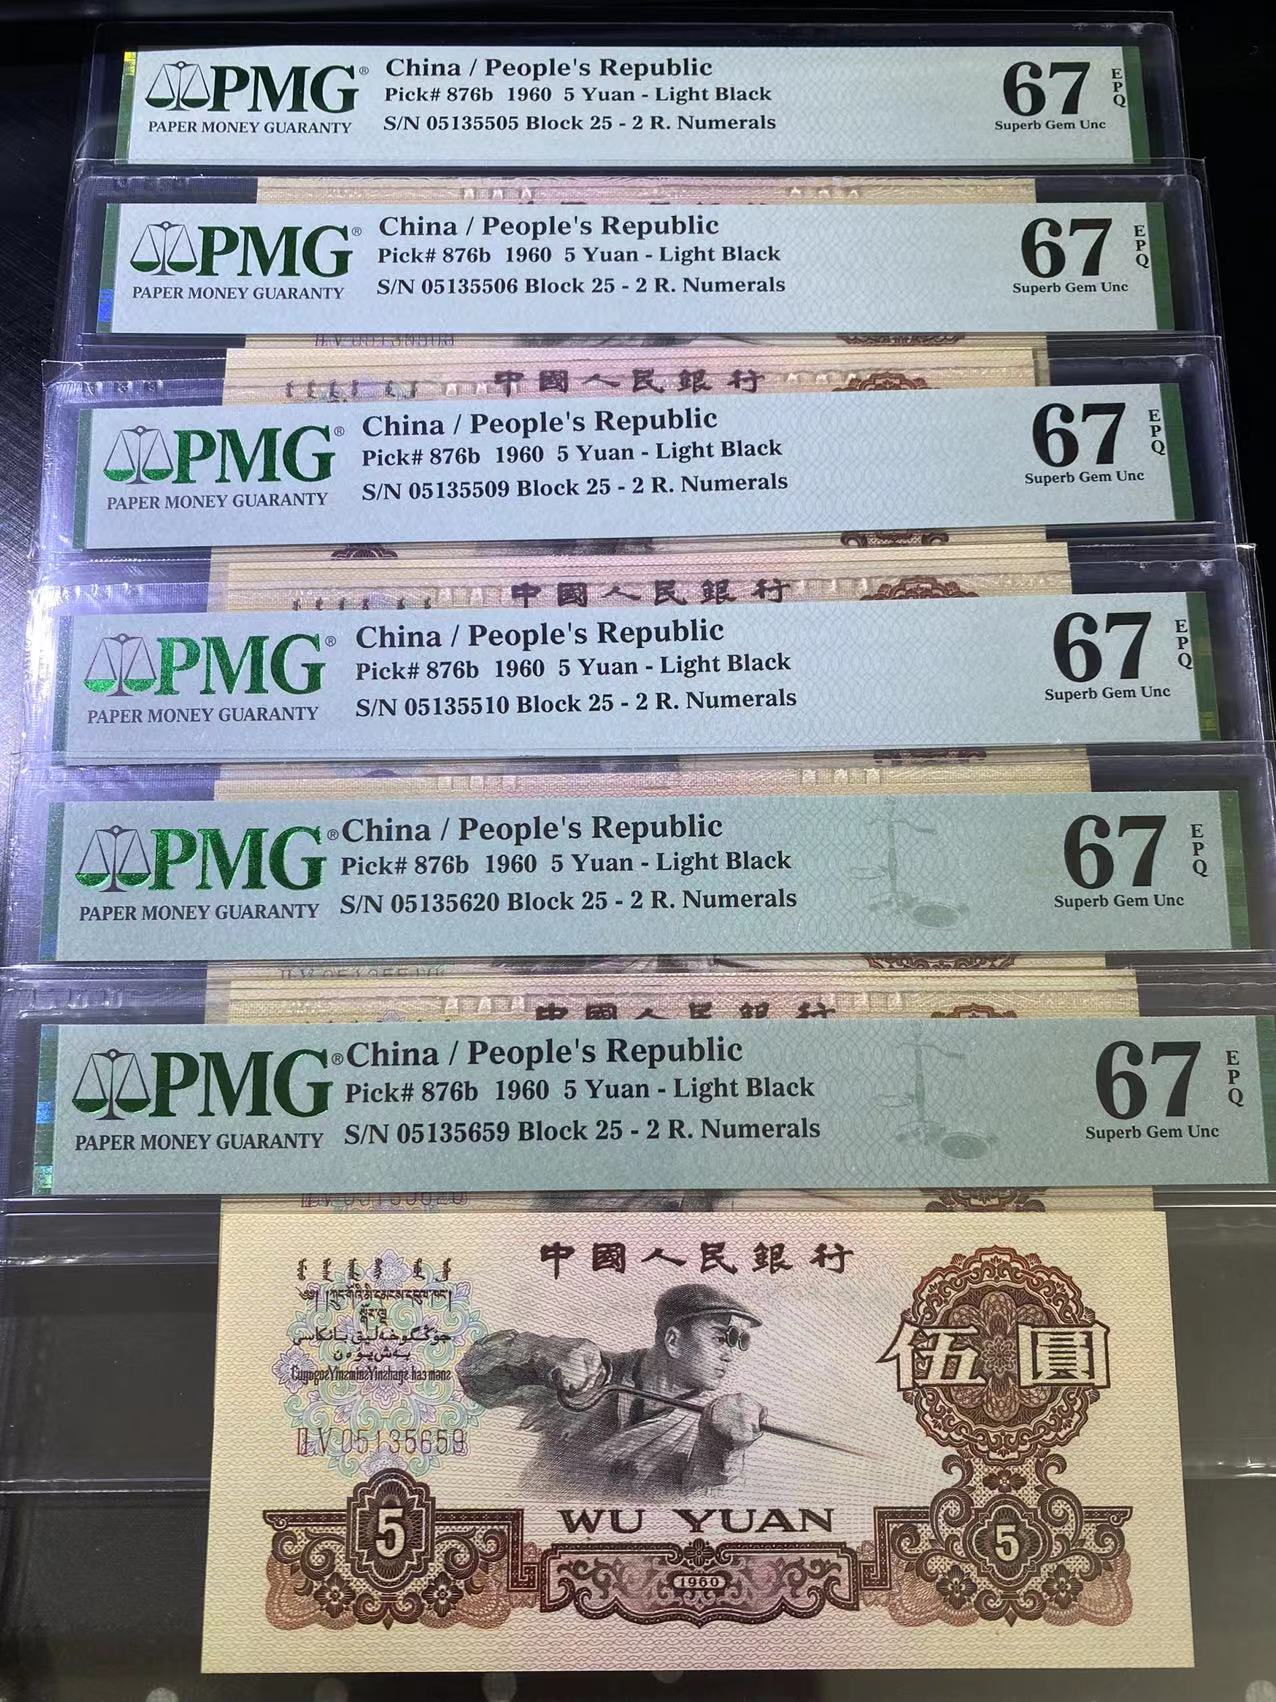 PMG®
PAPER MONEY GUARANTY
China / People's Republic
Pick# 876b 1960 5 Yuan - Light Black
S/N 05135505 Block 25 - 2 R. Numerals
67
EPQ
Superb Gem Unc
PMG®
PAPER MONEY GUARANTY
China / People's Republic
Pick# 876b 1960 5 Yuan - Light Black
S/N 05135506 Block 25 - 2 R. Numerals
67
EPQ
Superb Gem Unc
中國人民銀行
PMG®
PAPER MONEY GUARANTY
China / People's Republic
Pick# 876b 1960 5 Yuan - Light Black
S/N 05135509 Block 25 - 2 R. Numerals
67
EPQ
Superb Gem Unc
中國人民銀行
PMG®
PAPER MONEY GUARANTY
China / People's Republic
Pick# 876b 1960 5 Yuan - Light Black
S/N 05135510 Block 25 - 2 R. Numerals
67
EPQ
Superb Gem Unc
PMG®
PAPER MONEY GUARANTY
China / People's Republic
Pick# 876b 1960 5 Yuan - Light Black
S/N 05135620 Block 25 - 2 R. Numerals
67
EPQ
Superb Gem Unc
中國人民銀行
PMG®
PAPER MONEY GUARANTY
China / People's Republic
Pick# 876b 1960 5 Yuan - Light Black
S/N 05135659 Block 25 - 2 R. Numerals
67
EPQ
Superb Gem Unc
中國人民銀行
伍圓
05135659
5
WU YUAN
5
1960